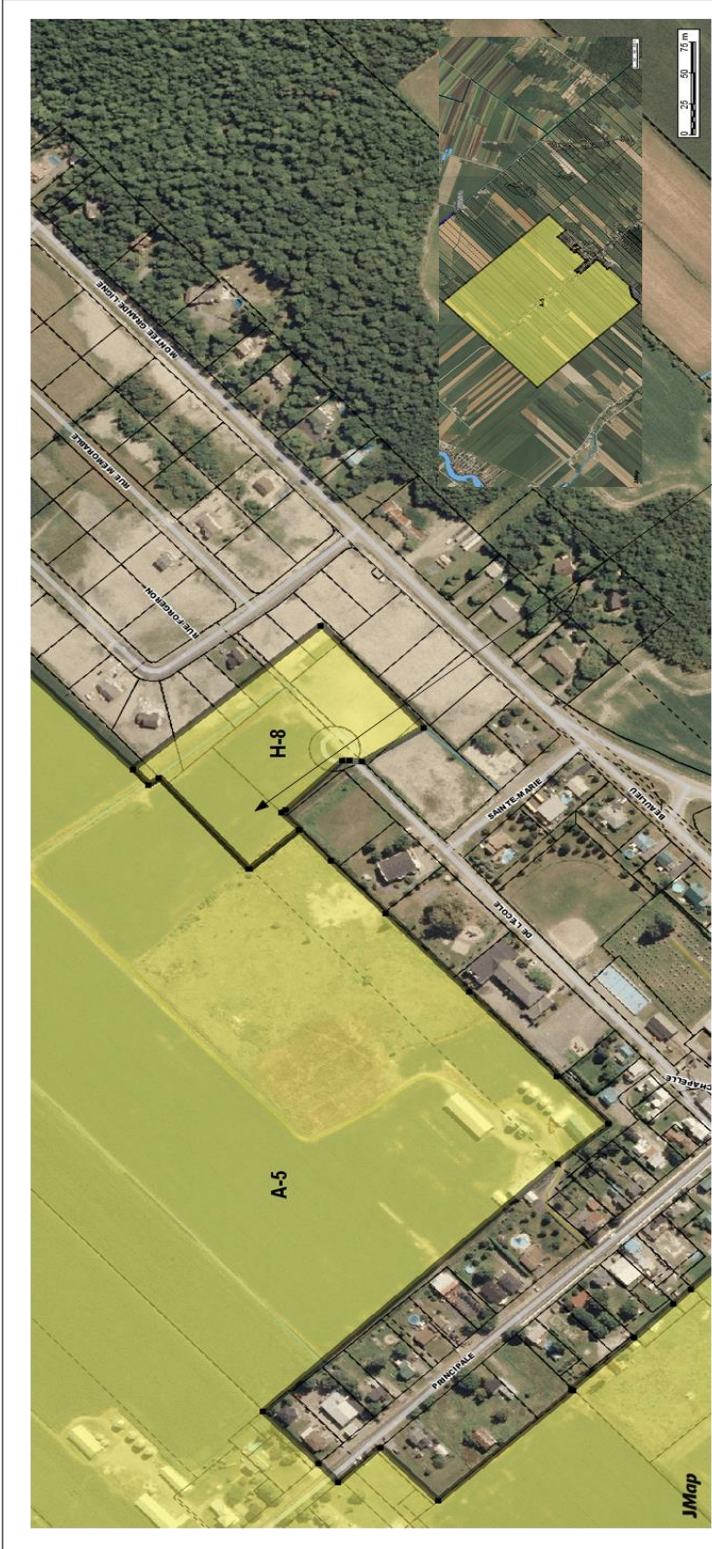 MONTÉE GRANDE-LIGNE
RUE MÉMORABLE
RUE FORGERON
H-8
A-5
SAINTE-MARIE
BEAULIEU
DE L'ÉCOLE
CHAPELLE
PRINCIPALE
A-5
0 25 50 75 m
JMap